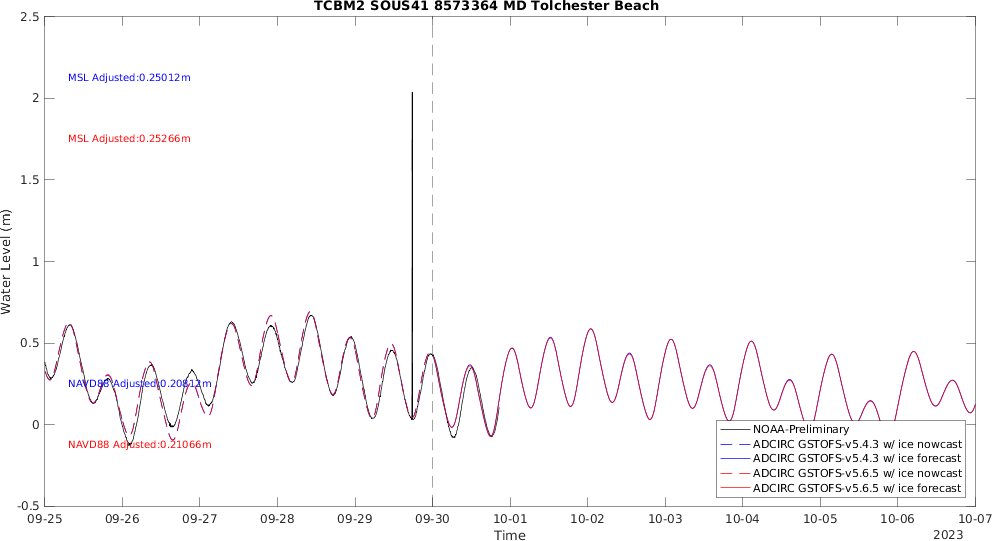 TCBM2 SOUS41 8573364 MD Tolchester Beach
2.5
2
1.5
1
0.5
0
-0.5
Water Level (m)
MSL Adjusted:0.25012m
MSL Adjusted:0.25266m
NAVD88 Adjusted:0.20812m
NAVD88 Adjusted:0.21066m
NOAA-Preliminary
ADCIRC GSTOFS-v5.4.3 w/ ice nowcast
ADCIRC GSTOFS-v5.4.3 w/ ice forecast
ADCIRC GSTOFS-v5.6.5 w/ ice nowcast
ADCIRC GSTOFS-v5.6.5 w/ ice forecast
09-25 09-26 09-27 09-28 09-29 09-30 10-01 10-02 10-03 10-04 10-05 10-06 10-07
Time
2023